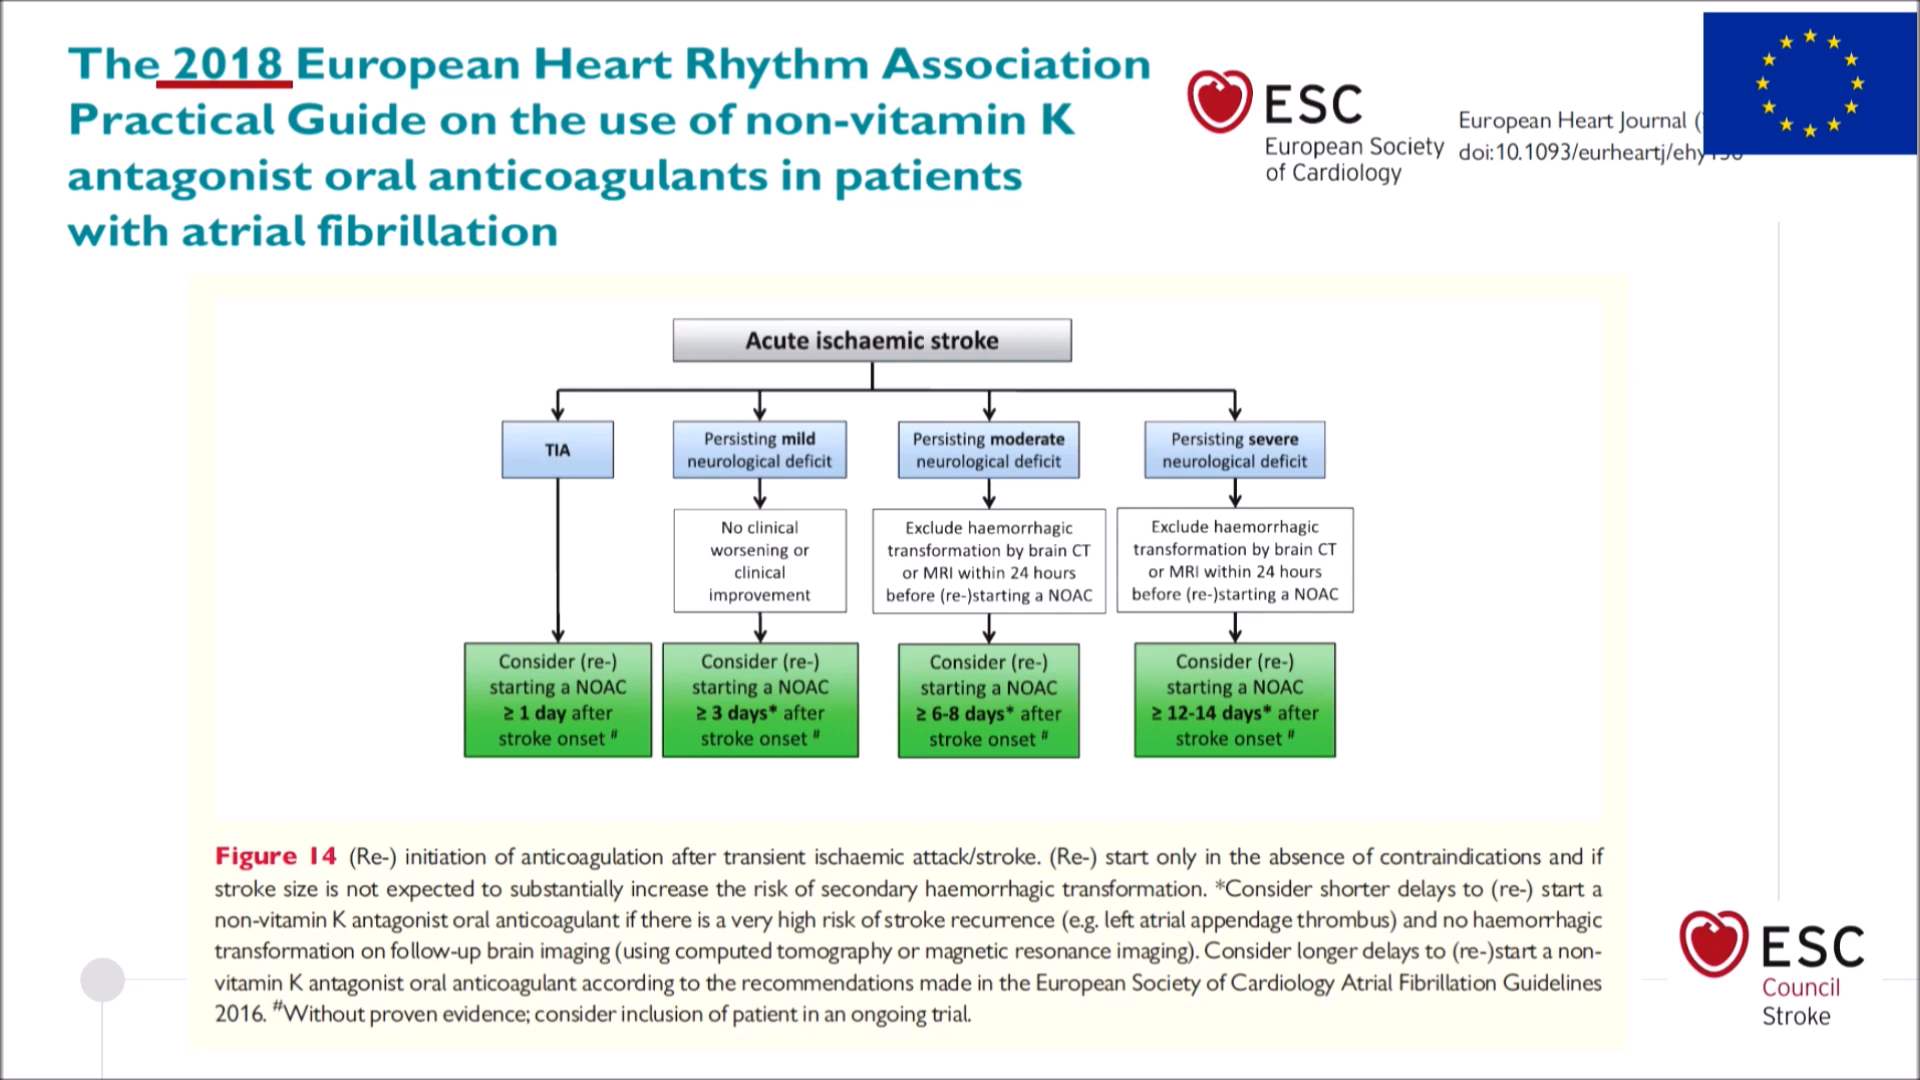 The 2018 European Heart Rhythm Association
Practical Guide on the use of non-vitamin K
antagonist oral anticoagulants in patients
with atrial fibrillation
ESC
European Society
of Cardiology
European Heart Journal (
doi:10.1093/eurheartj/ehy
Acute ischaemic stroke
TIA
Persisting mild
neurological deficit
Persisting moderate
neurological deficit
Persisting severe
neurological deficit
No clinical
worsening or
clinical
improvement
Exclude haemorrhagic
transformation by brain CT
or MRI within 24 hours
before (re-)starting a NOAC
Exclude haemorrhagic
transformation by brain CT
or MRI within 24 hours
before (re-)starting a NOAC
Consider (re-)
starting a NOAC
≥ 1 day after
stroke onset #
Consider (re-)
starting a NOAC
≥ 3 days* after
stroke onset #
Consider (re-)
starting a NOAC
≥ 6-8 days* after
stroke onset #
Consider (re-)
starting a NOAC
≥ 12-14 days* after
stroke onset #
Figure 14 (Re-) initiation of anticoagulation after transient ischaemic attack/stroke. (Re-) start only in the absence of contraindications and if
stroke size is not expected to substantially increase the risk of secondary haemorrhagic transformation. *Consider shorter delays to (re-) start a
non-vitamin K antagonist oral anticoagulant if there is a very high risk of stroke recurrence (e.g. left atrial appendage thrombus) and no haemorrhagic
transformation on follow-up brain imaging (using computed tomography or magnetic resonance imaging). Consider longer delays to (re-)start a non-
vitamin K antagonist oral anticoagulant according to the recommendations made in the European Society of Cardiology Atrial Fibrillation Guidelines
2016. #Without proven evidence; consider inclusion of patient in an ongoing trial.
ESC
Council
Stroke